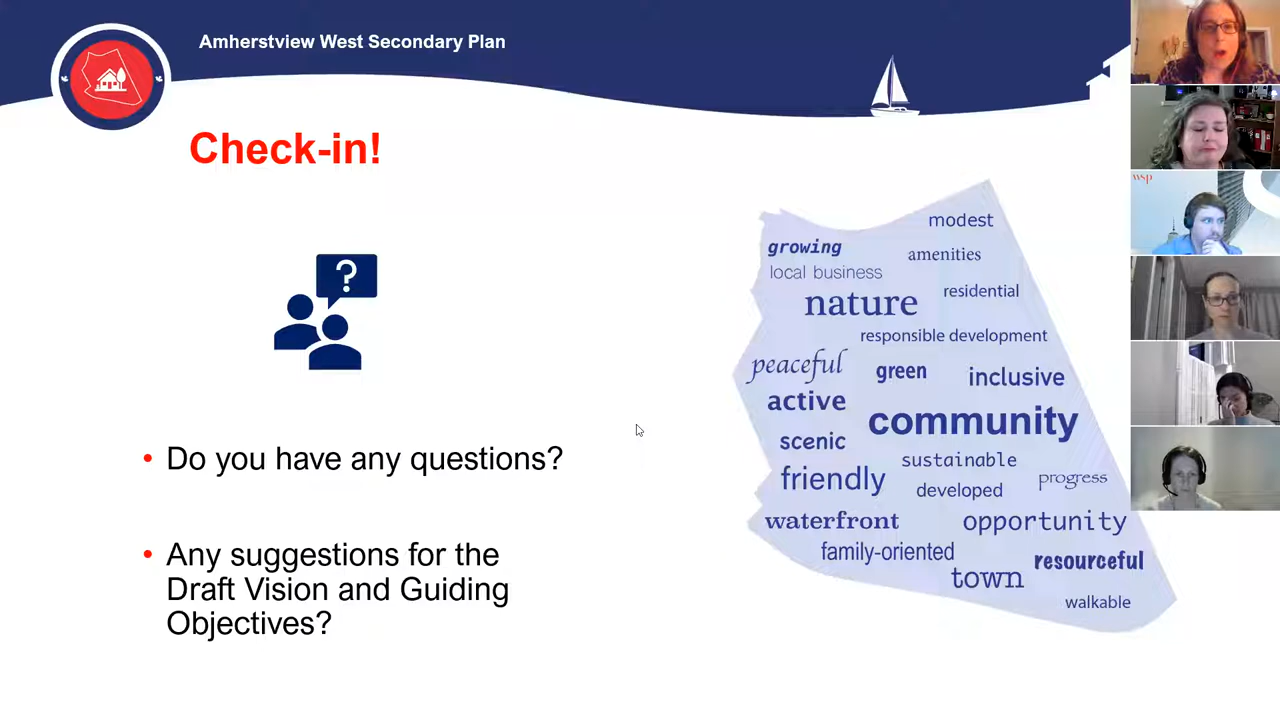 Amherstview West Secondary Plan
Check-in!
?
• Do you have any questions?
• Any suggestions for the
Draft Vision and Guiding
Objectives?
modest
growing
amenities
local business
residential
nature
responsible development
peaceful
green
inclusive
active
community
scenic
sustainable
friendly
progress
developed
waterfront
opportunity
family-oriented
resourceful
town
walkable
wsp